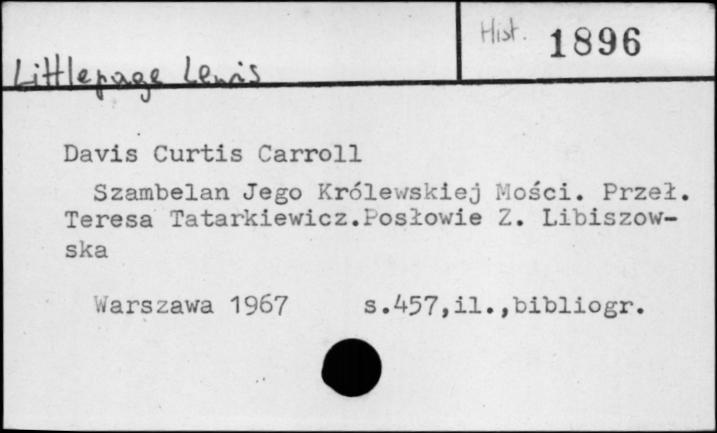 Hist. 1896
Littlepage Lewis
Davis Curtis Carroll
Szambelan Jego Królewskiej Mości. Przeł.
Teresa Tatarkiewicz.Posłowie Z. Libiszow-
ska
Warszawa 1967 s.457,il.,bibliogr.